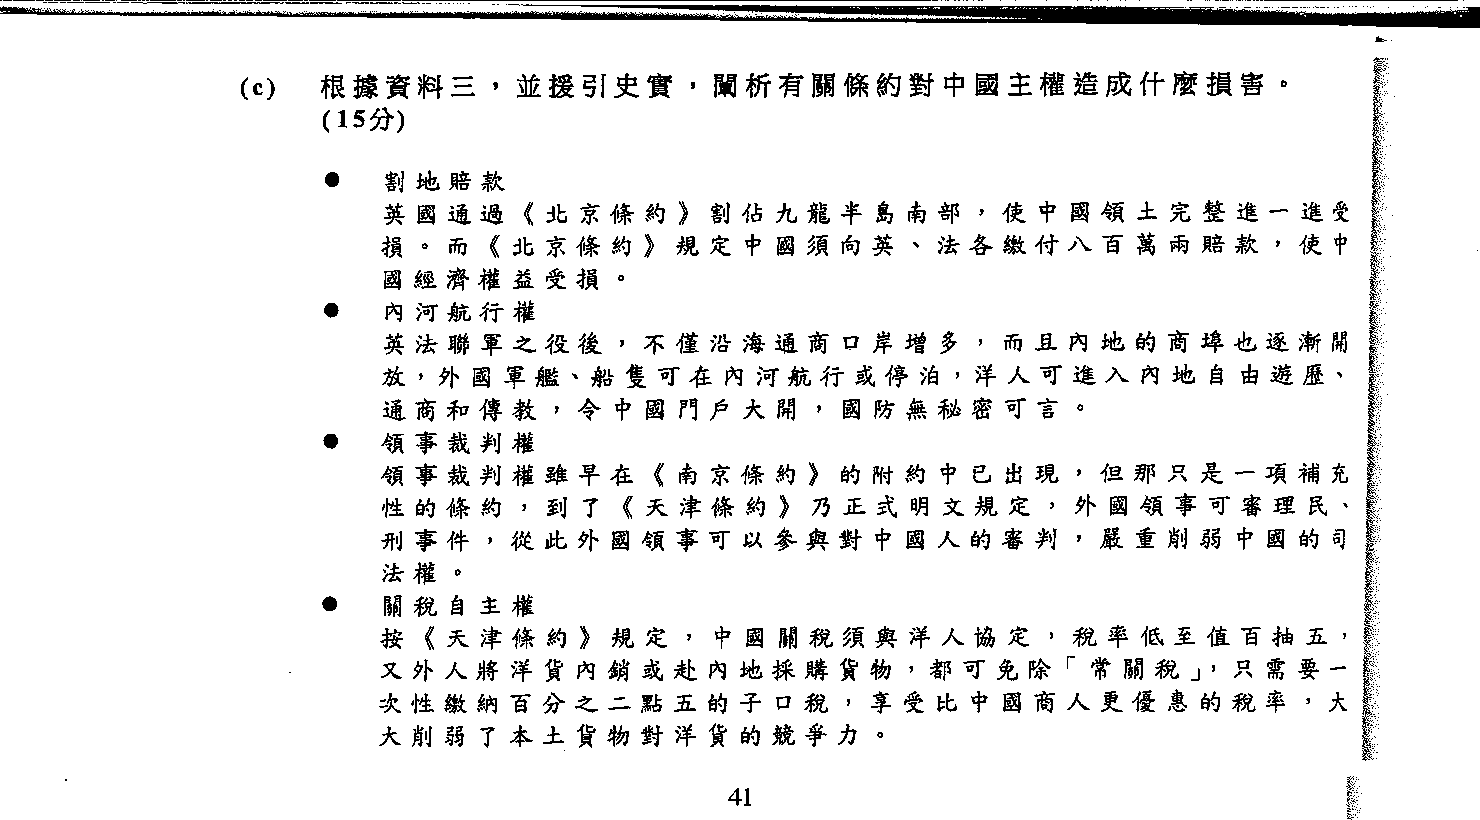 (c) 根據資料三，並援引史實，闡析有關條約對中國主權造成什麼損害。
(15分)
● 割地賠款
英國通過《北京條約》割佔九龍半島南部，使中國領土完整進一進受
損。而《北京條約》規定中國須向英、法各繳付八百萬兩賠款，使中
國經濟權益受損。
● 內河航行權
英法聯軍之役後，不僅沿海通商口岸增多，而且內地的商埠也逐漸開
放，外國軍艦、船隻可在內河航行或停泊，洋人可進入內地自由遊歷、
通商和傳教，令中國門戶大開，國防無秘密可言。
● 領事裁判權
領事裁判權雖早在《南京條約》的附約中已出現，但那只是一項補充
性的條約，到了《天津條約》乃正式明文規定，外國領事可審理民、
刑事件，從此外國領事可以參與對中國人的審判，嚴重削弱中國的司
法權。
● 關稅自主權
按《天津條約》規定，中國關稅須與洋人協定，稅率低至值百抽五，
又外人將洋貨內銷或赴內地採購貨物，都可免除「常關稅」，只需要一
次性繳納百分之二點五的子口稅，享受比中國商人更優惠的稅率，大
大削弱了本土貨物對洋貨的競爭力。
41